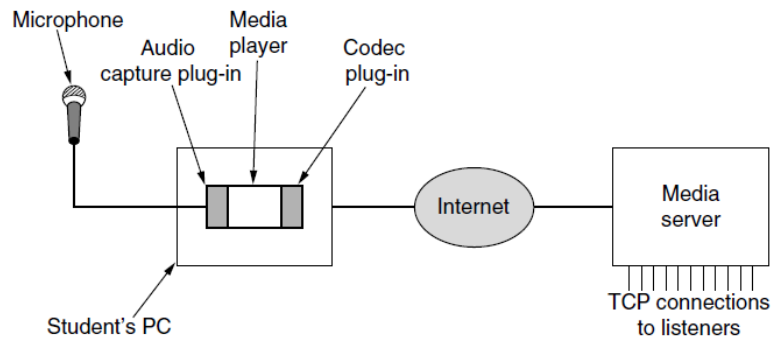 Microphone
Audio
capture plug-in
Media
player
Codec
plug-in
Internet
Media
server
Student's PC
TCP connections
to listeners